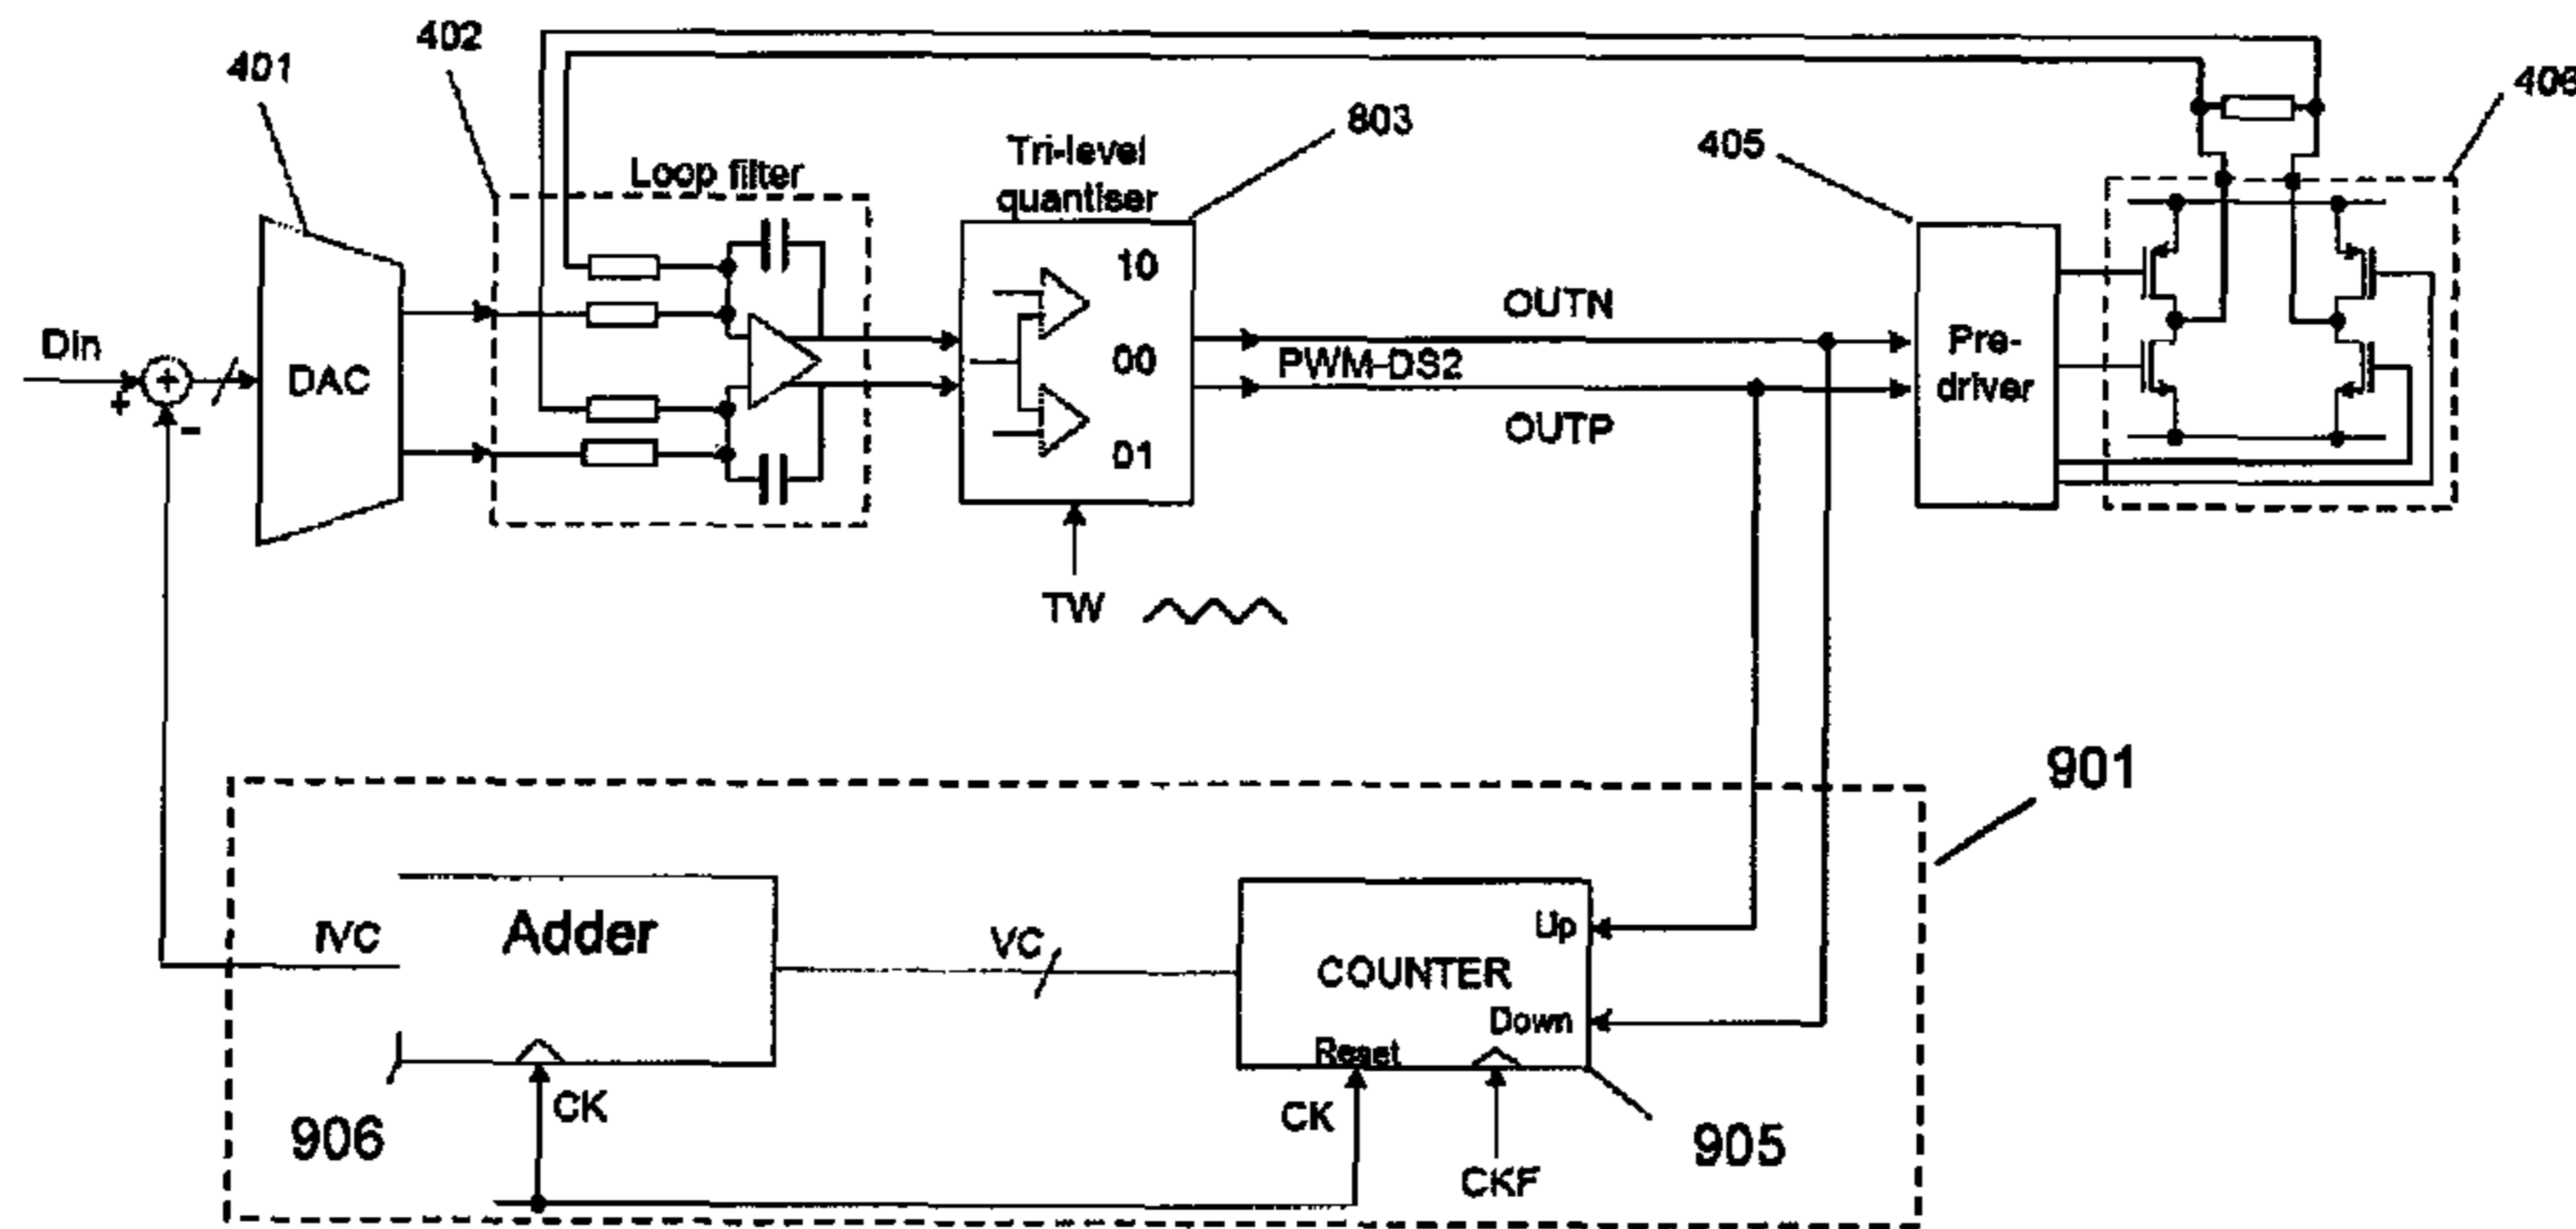 402
401
408
803
Tri-level
quantiser
405
Loop filter
10
OUTN
Din
+
DAC
00
PWM-DS2
Pre-
driver
+
-
OUTP
01
TW
901
Up
Adder
IVC
VC
COUNTER
Down
Reset
CK
CK
906
905
CKF